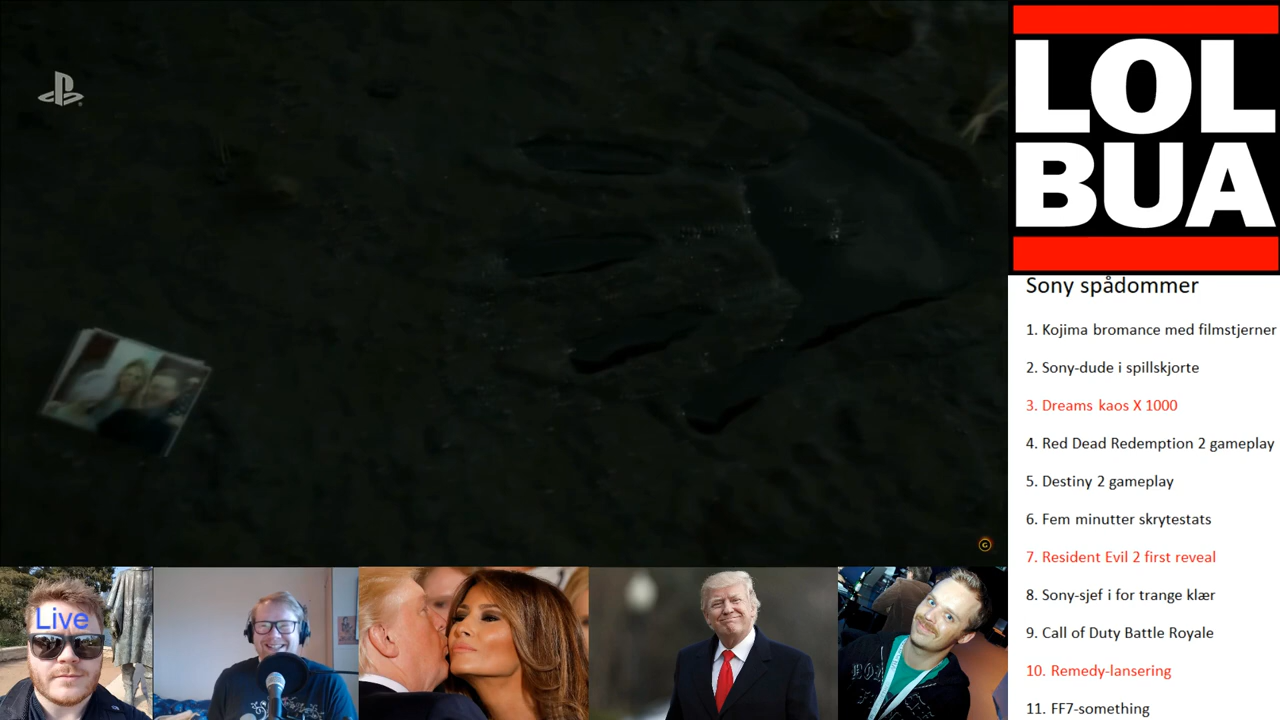 LOL
BUA
Sony spådommer
1. Kojima bromance med filmstjerner
2. Sony-dude i spillskjorte
3. Dreams kaos X 1000
4. Red Dead Redemption 2 gameplay
5. Destiny 2 gameplay
6. Fem minutter skrytestats
7. Resident Evil 2 first reveal
8. Sony-sjef i for trange klær
9. Call of Duty Battle Royale
10. Remedy-lansering
11. FF7-something
Live